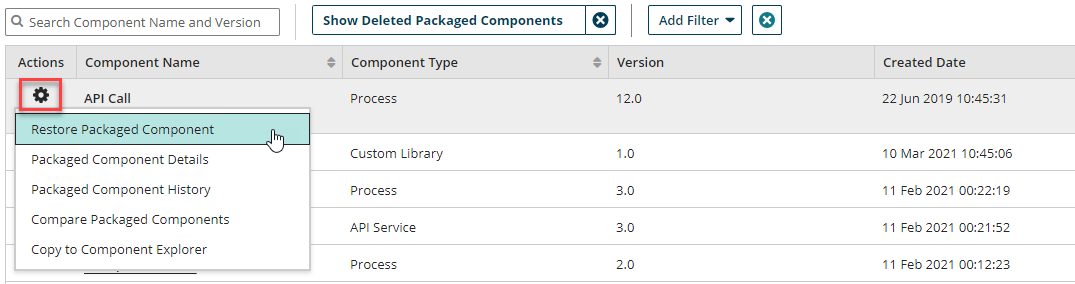 Search Component Name and Version
Show Deleted Packaged Components
Add Filter
Actions Component Name Component Type Version Created Date
API Call Process 12.0 22 Jun 2019 10:45:31
Restore Packaged Component
Custom Library 1.0 10 Mar 2021 10:45:06
Packaged Component Details
Packaged Component History Process 3.0 11 Feb 2021 00:22:19
Compare Packaged Components API Service 3.0 11 Feb 2021 00:21:52
Copy to Component Explorer
Process 2.0 11 Feb 2021 00:12:23